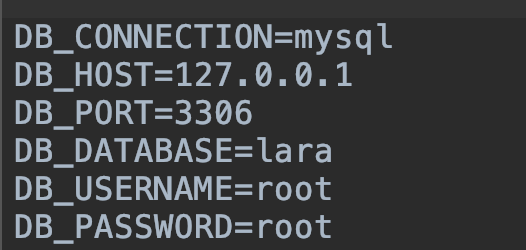 DB_CONNECTION=mysql
DB_HOST=127.0.0.1
DB_PORT=3306
DB_DATABASE=lara
DB_USERNAME=root
DB_PASSWORD=root